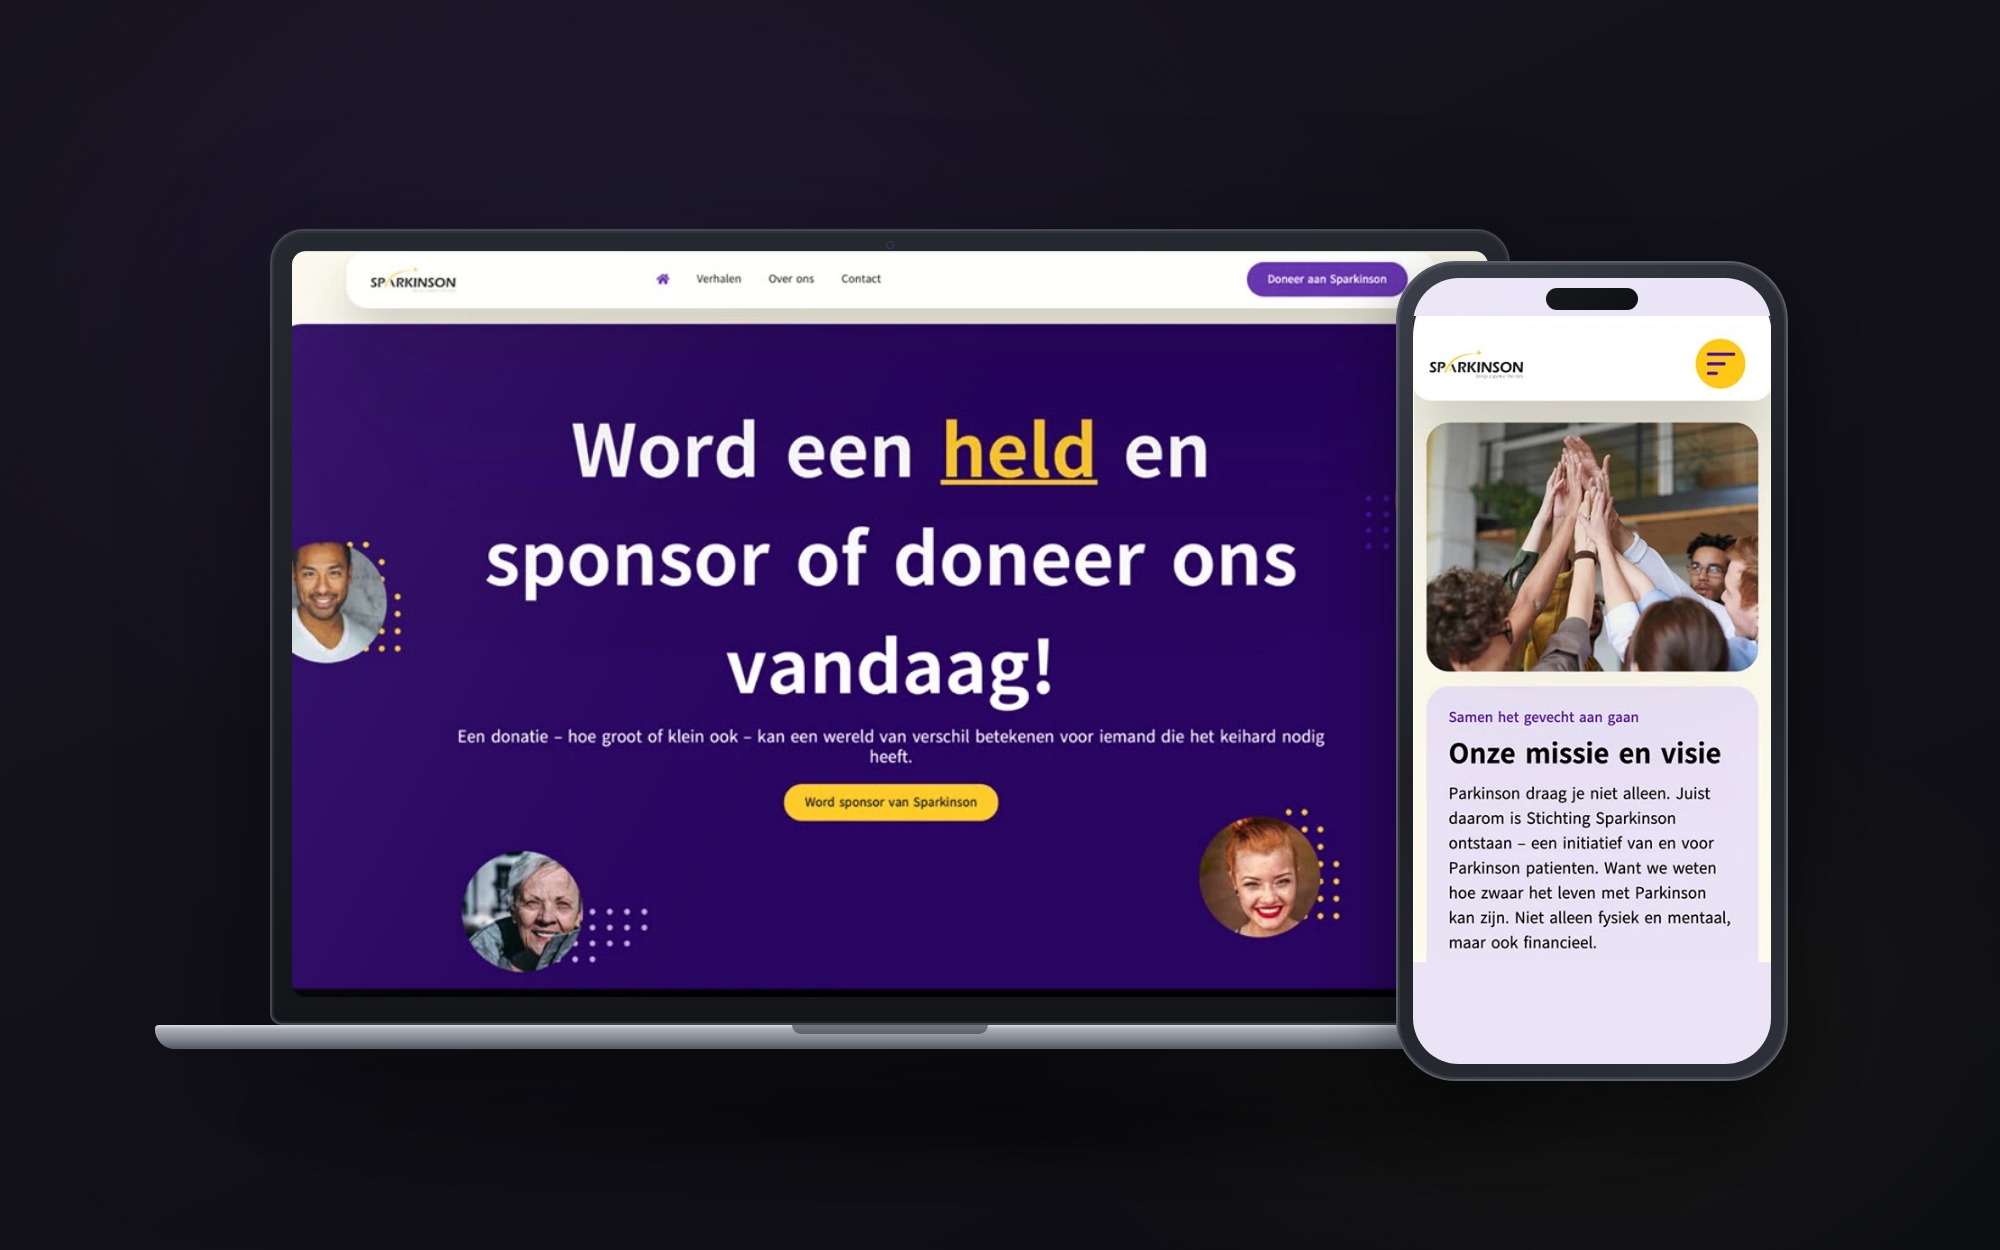 SPARKINSON
Verhalen
Over ons
Contact
Doneer aan Sparkinson
Word een held en
sponsor of doneer ons
vandaag!
Een donatie – hoe groot of klein ook – kan een wereld van verschil betekenen voor iemand die het keihard nodig
heeft.
Word sponsor van Sparkinson
SPARKINSON
Samen het gevecht aan gaan
Onze missie en visie
Parkinson draag je niet alleen. Juist
daarom is Stichting Sparkinson
ontstaan – een initiatief van en voor
Parkinson patienten. Want we weten
hoe zwaar het leven met Parkinson
kan zijn. Niet alleen fysiek en mentaal,
maar ook financieel.